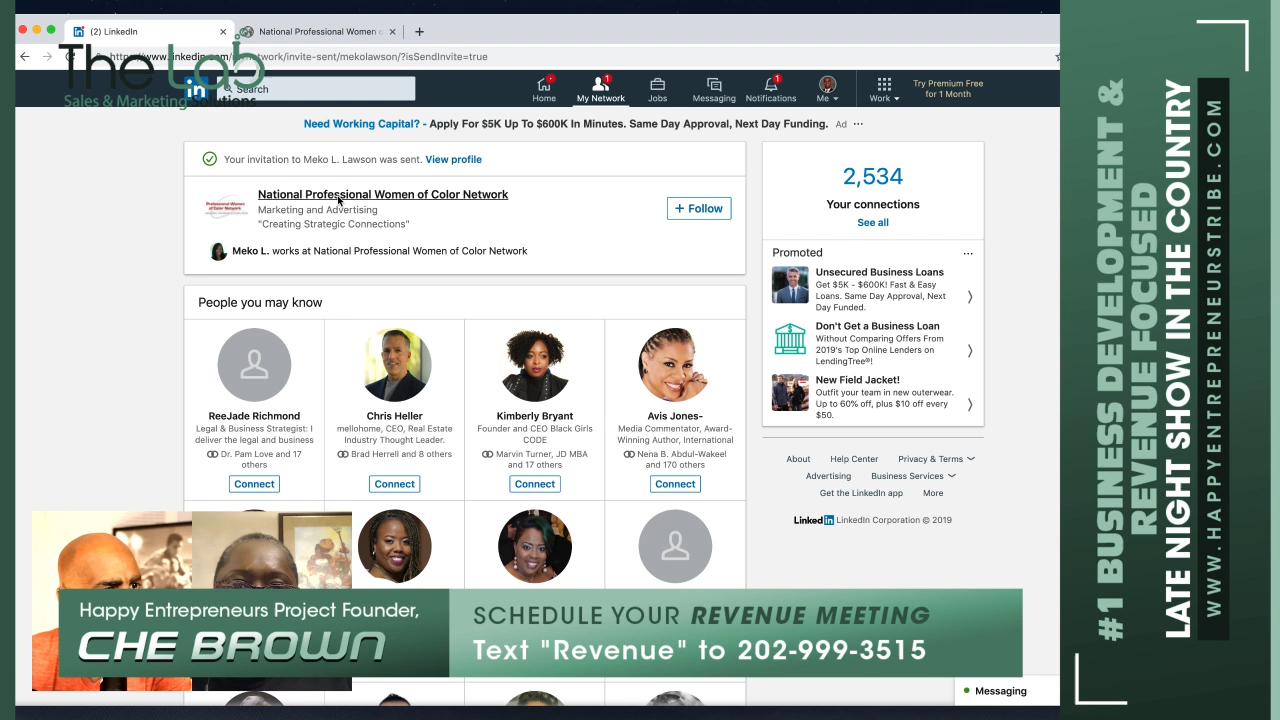 (2) LinkedIn
National Professional Women o
https://www.linkedin.com/
network/invite-sent/mekolawson/?isSendInvite=true
The Lab
Sales & Marketing Solutions
in
Search
Home
My Network
1
Jobs
Messaging
Notifications
1
Me
Work
Try Premium Free
for 1 Month
Need Working Capital? - Apply For $5K Up To $600K In Minutes. Same Day Approval, Next Day Funding. Ad ...
Your invitation to Meko L. Lawson was sent. View profile
National Professional Women of Color Network
Marketing and Advertising
"Creating Strategic Connections"
+ Follow
Meko L. works at National Professional Women of Color Network
People you may know
ReeJade Richmond
Legal & Business Strategist: I
deliver the legal and business
Dr. Pam Love and 17
others
Connect
Chris Heller
mellohome, CEO, Real Estate
Industry Thought Leader.
Brad Herrell and 8 others
Connect
Kimberly Bryant
Founder and CEO Black Girls
CODE
Marvin Turner, JD MBA
and 17 others
Connect
Avis Jones-
Media Commentator, Award-
Winning Author, International
Nena B. Abdul-Wakeel
and 170 others
Connect
2,534
Your connections
See all
Promoted
...
Unsecured Business Loans
Get $5K - $600K! Fast & Easy
Loans. Same Day Approval, Next
Day Funded.
Don't Get a Business Loan
Without Comparing Offers From
2019's Top Online Lenders on
LendingTree®!
New Field Jacket!
Outfit your team in new outerwear.
Up to 60% off, plus $10 off every
$50.
About Help Center Privacy & Terms
Advertising Business Services
Get the LinkedIn app More
Linked in LinkedIn Corporation © 2019
Messaging
Happy Entrepreneurs Project Founder,
CHE BROWN
SCHEDULE YOUR REVENUE MEETING
Text "Revenue" to 202-999-3515
#1 BUSINESS DEVELOPMENT &
REVENUE FOCUSED
LATE NIGHT SHOW IN THE COUNTRY
WWW.HAPPYENTREPRENEURSTRIBE.COM